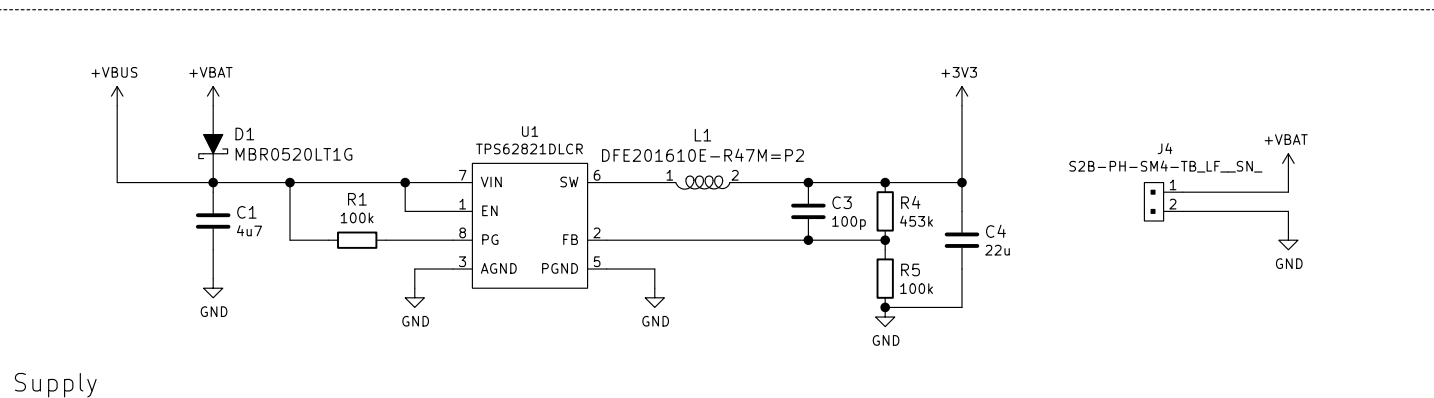 +VBUS
+VBAT
+3V3
D1
MBR0520LT1G
U1
TPS62821DLCR
L1
DFE201610E-R47M=P2
J4
S2B-PH-SM4-TB_LF__SN_
+VBAT
1
2
GND
7
VIN
SW
6
1
2
1
EN
R1
100k
C1
4u7
8
PG
FB
2
C3
100p
R4
453k
C4
22u
3
AGND
PGND
5
R5
100k
GND
GND
GND
GND
Supply